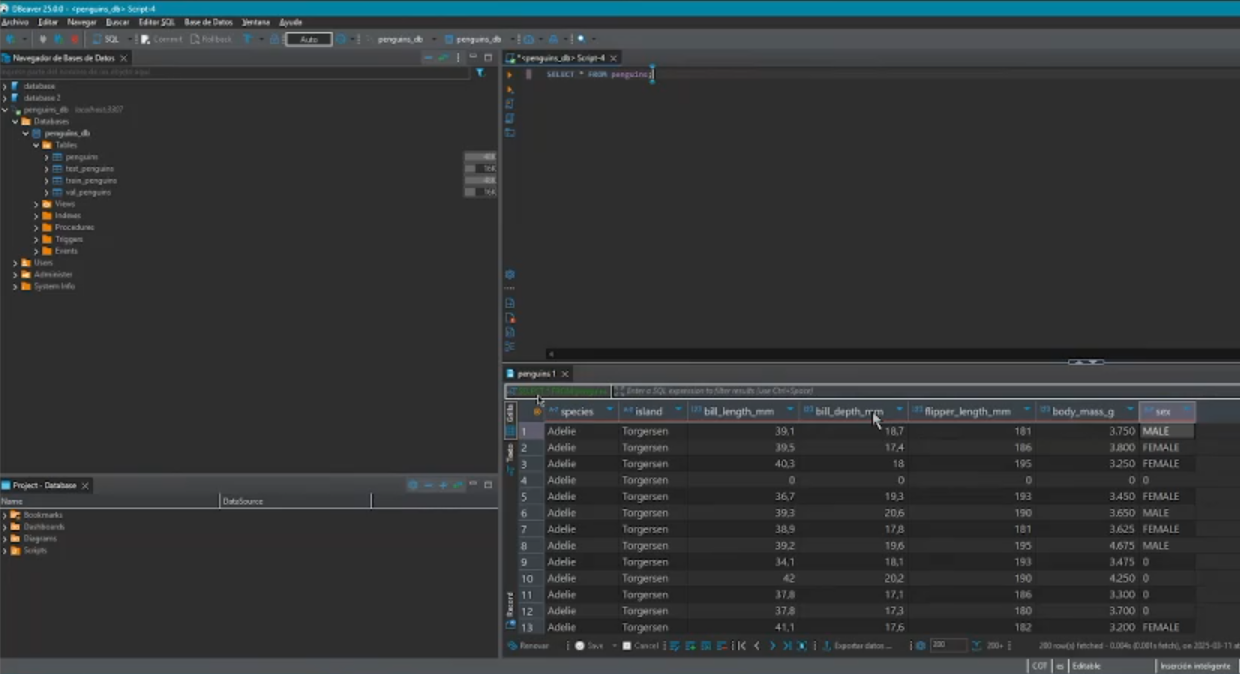 DBeaver 25.0.0 - <penguins_db> Script-4
Archivo Editar Navegar Buscar Editor SQL Base de Datos Ventana Ayuda
SQL Commit Rollback Auto penguins_db penguins_db
Navegador de Bases de Datos
database
database 2
penguins_db localhost:3307
Databases
penguins_db
Tables
penguins
test_penguins
train_penguins
val_penguins
Views
Indexes
Procedures
Triggers
Events
Users
Administer
System Info
Project - Database
Name DataSource
Bookmarks
Dashboards
Diagrams
Scripts
*<penguins_db> Script-4
SELECT * FROM penguins;
penguins 1
Enter a SQL expression to filter results (use Ctrl+Space)
species island bill_length_mm bill_depth_mm flipper_length_mm body_mass_g sex
1 Adelie Torgersen 39,1 18,7 181 3.750 MALE
2 Adelie Torgersen 39,5 17,4 186 3.800 FEMALE
3 Adelie Torgersen 40,3 18 195 3.250 FEMALE
4 Adelie Torgersen 0 0 0 0 0
5 Adelie Torgersen 36,7 19,3 193 3.450 FEMALE
6 Adelie Torgersen 39,3 20,6 190 3.650 MALE
7 Adelie Torgersen 38,9 17,8 181 3.625 FEMALE
8 Adelie Torgersen 39,2 19,6 195 4.675 MALE
9 Adelie Torgersen 34,1 18,1 193 3.475 0
10 Adelie Torgersen 42 20,2 190 4.250 0
11 Adelie Torgersen 37,8 17,1 186 3.300 0
12 Adelie Torgersen 37,8 17,3 180 3.700 0
13 Adelie Torgersen 41,1 17,6 182 3.200 FEMALE
Grilla
Texto
Record
Renovar Save Cancel Exportar datos ... 200 200+ 200 row(s) fetched - 0.004s (0.001s fetch), on 2025-03-11 at
COT es Editable Inserción inteligente